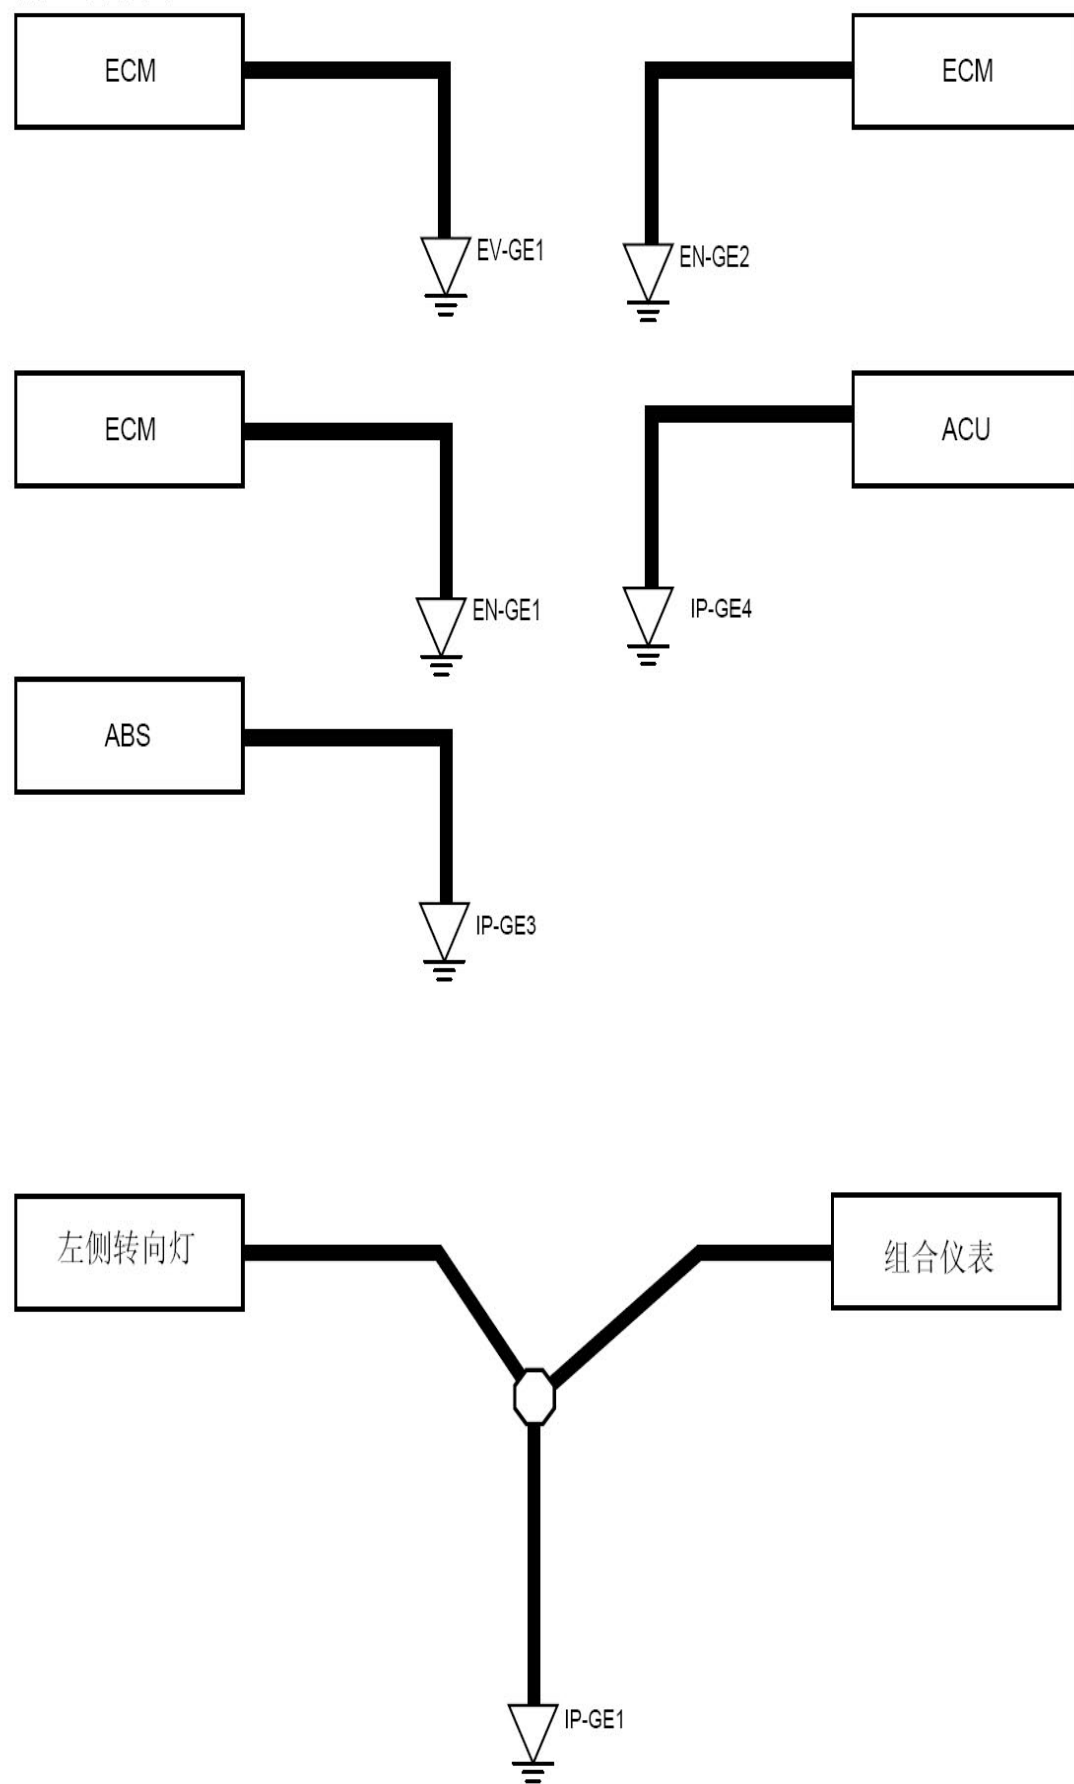 ECM
ECM
EV-GE1
EN-GE2
ECM
ACU
EN-GE1
IP-GE4
ABS
IP-GE3
左侧转向灯
组合仪表
IP-GE1